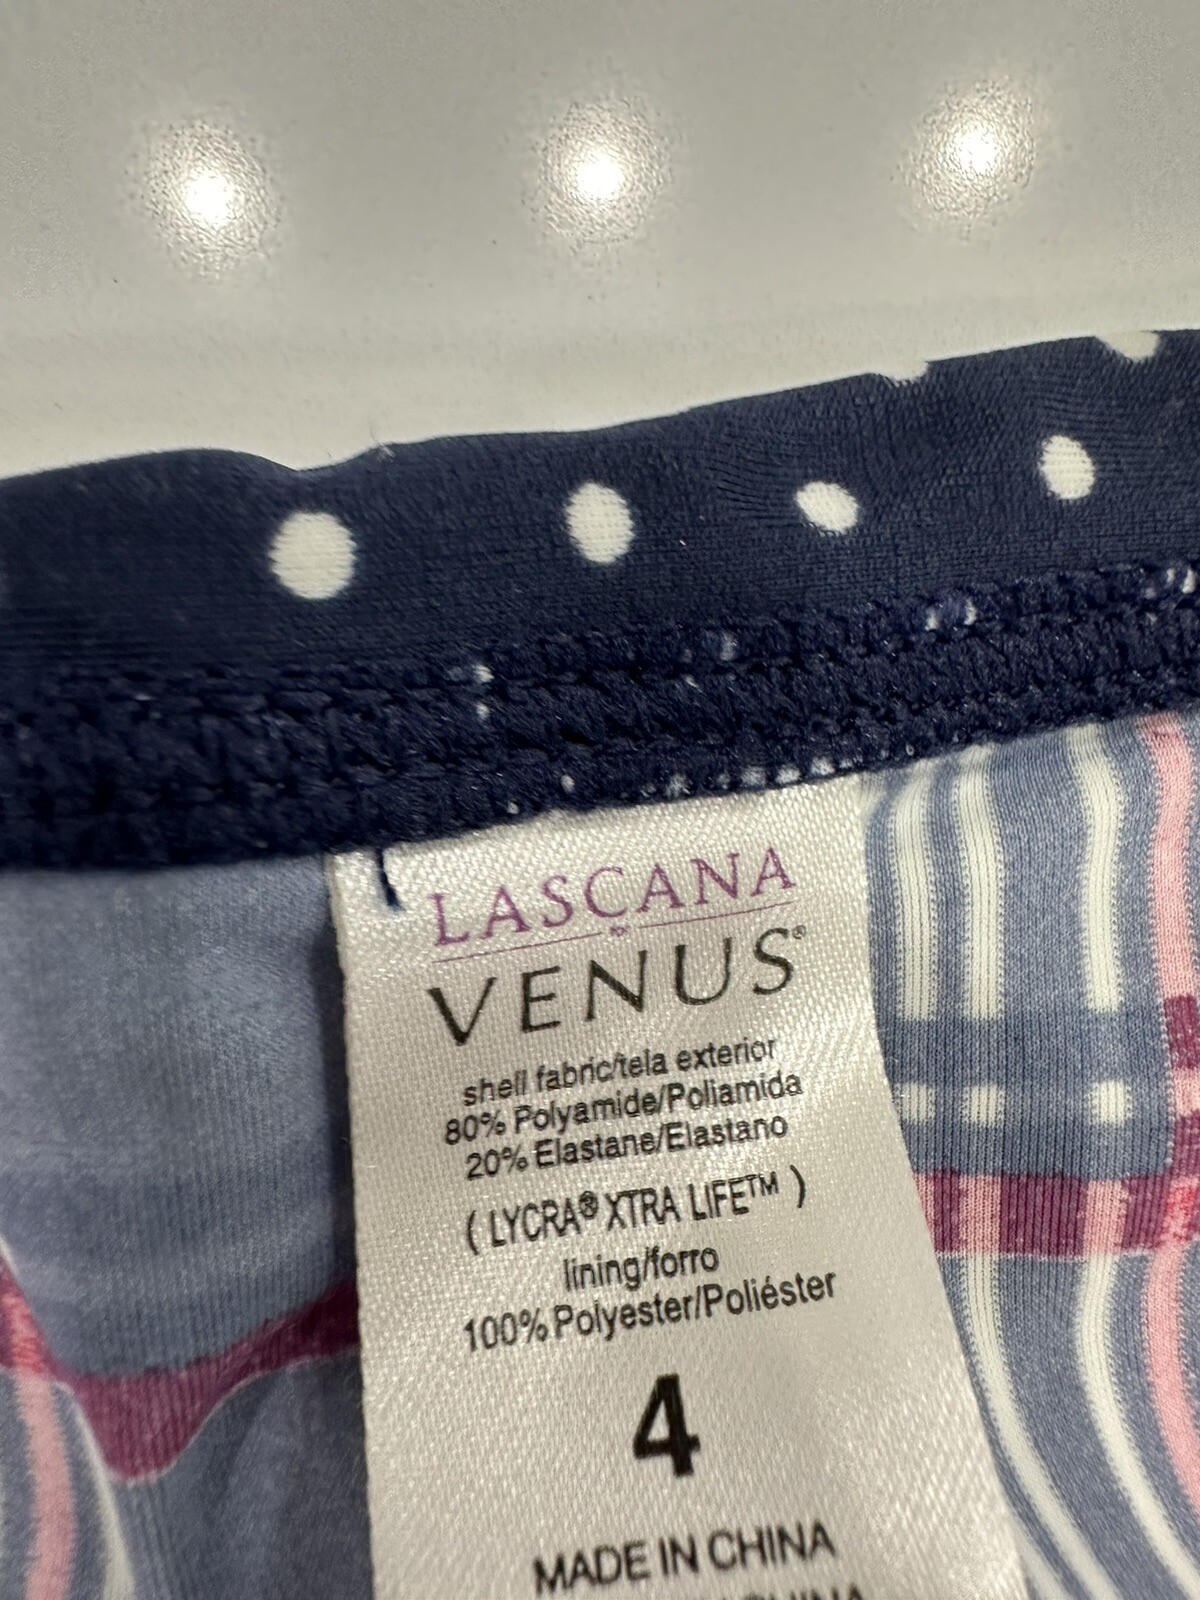 LASCANA
VENUS®
shell fabric/tela exterior
80% Polyamide/Poliamida
20% Elastane/Elastano
( LYCRA® XTRA LIFE™ )
lining/forro
100% Polyester/Poliéster
4
MADE IN CHINA
CHINA